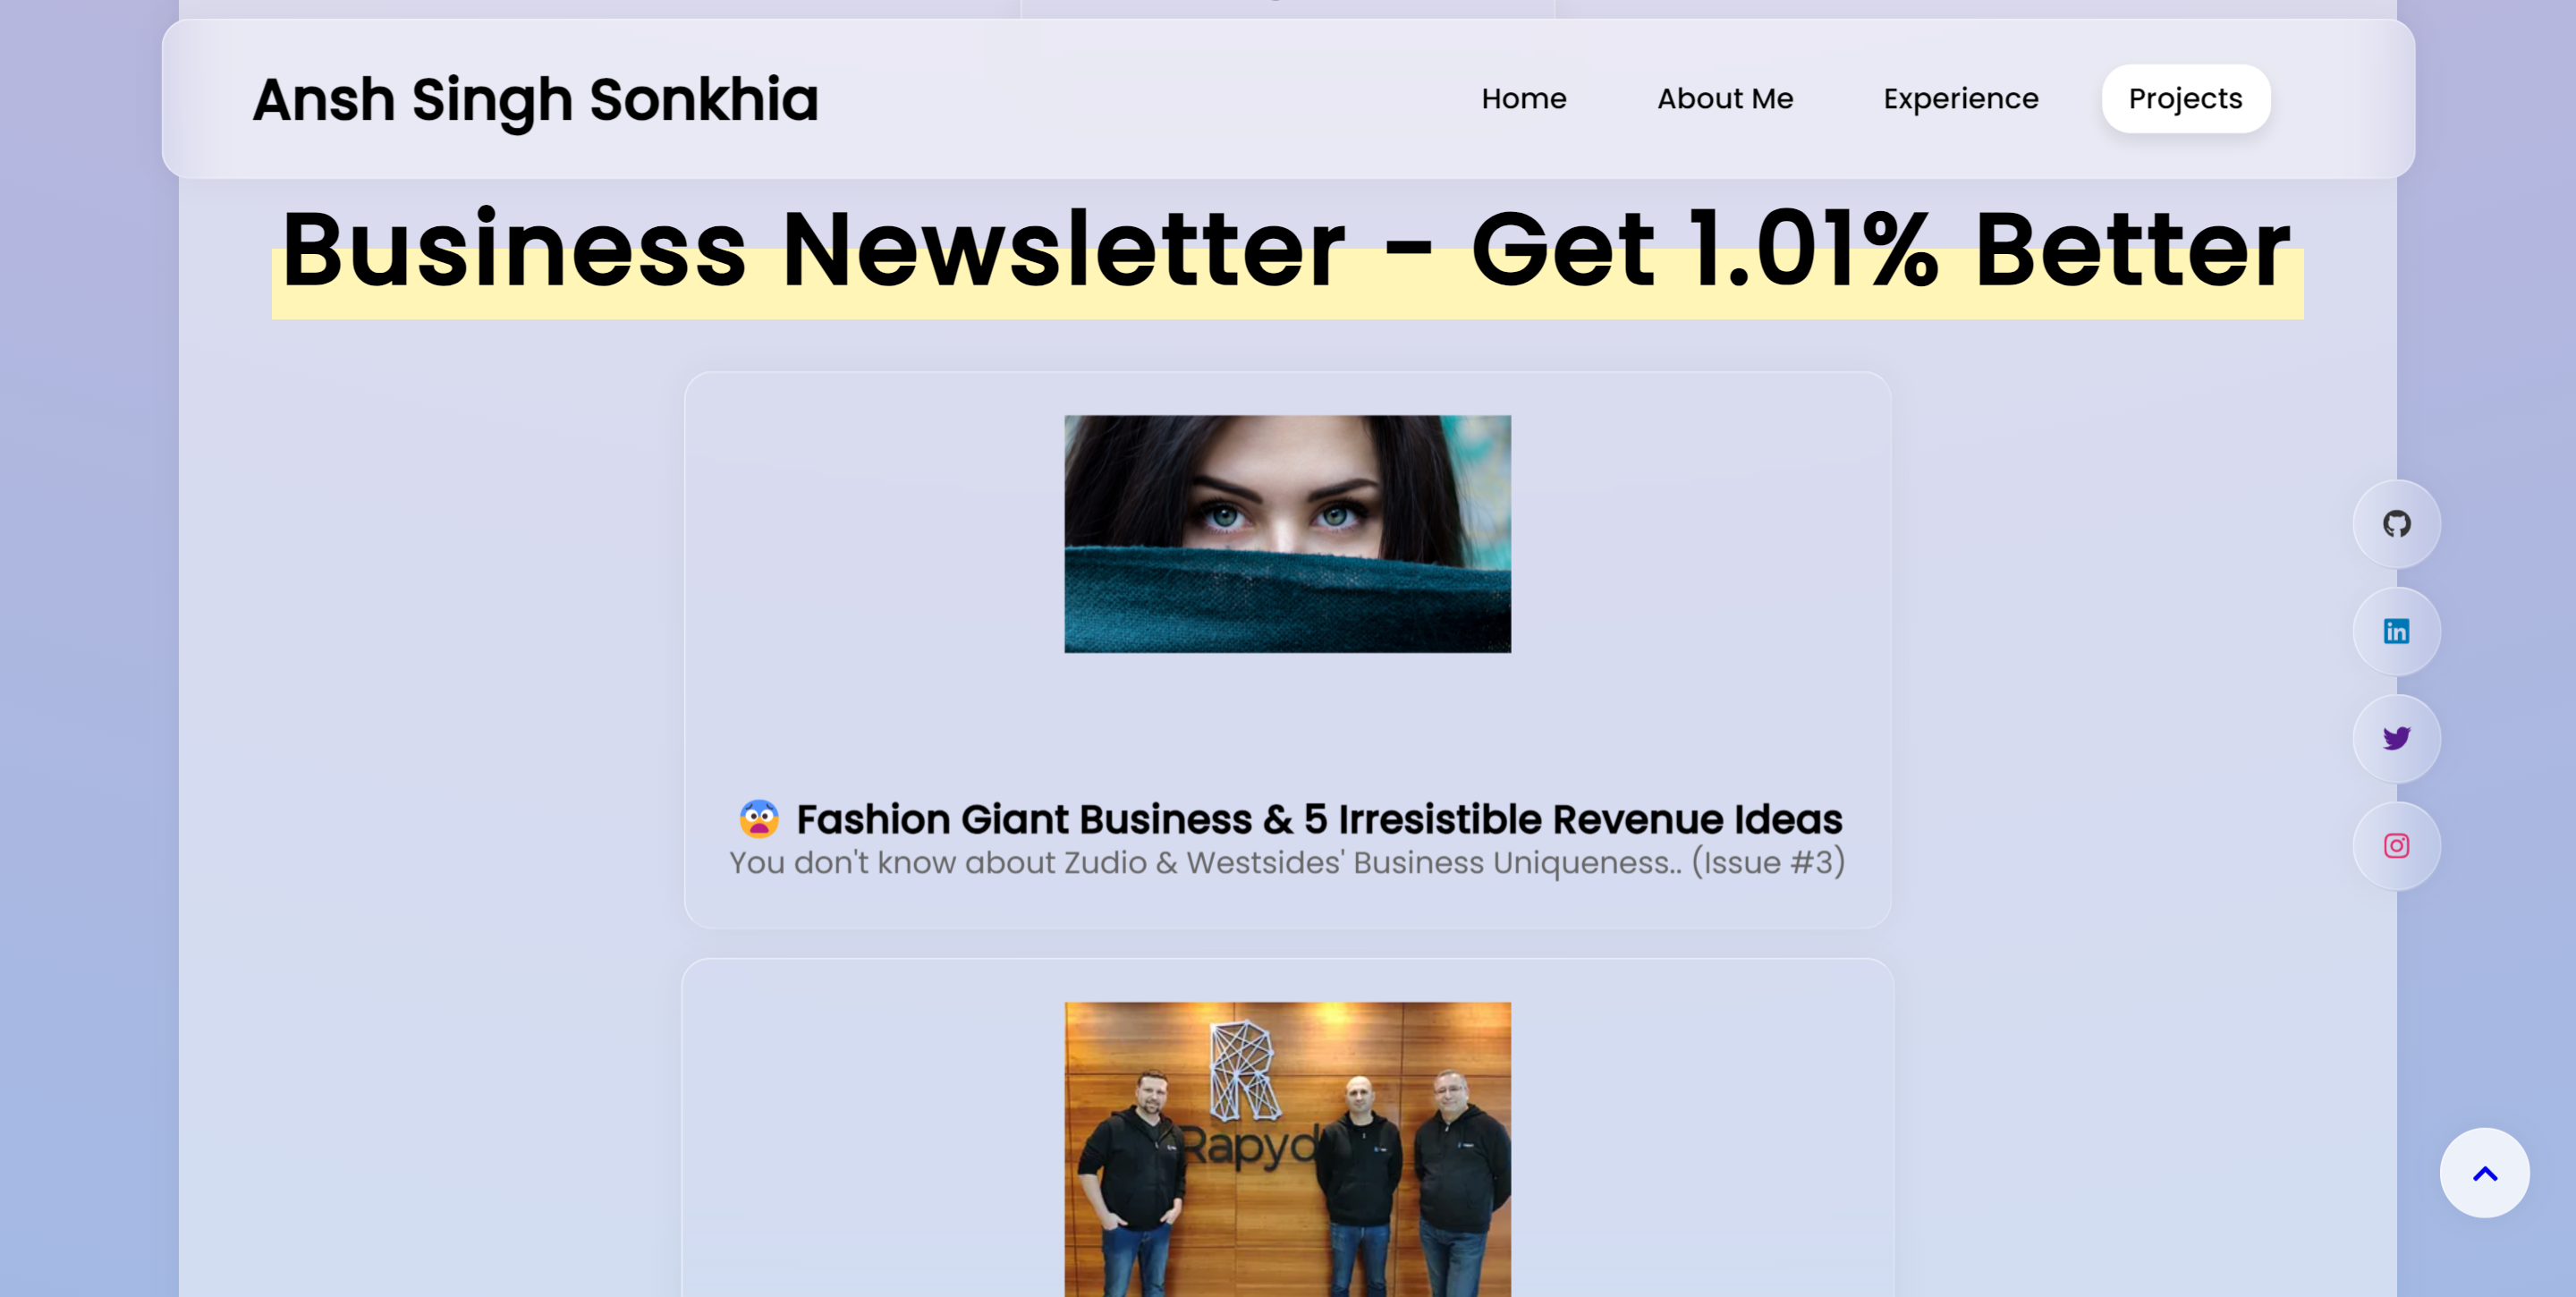 Ansh Singh Sonkhia
Home
About Me
Experience
Projects
Business Newsletter - Get 1.01% Better
😨 Fashion Giant Business & 5 Irresistible Revenue Ideas
You don't know about Zudio & Westsides' Business Uniqueness.. (Issue #3)
R
Rapyd